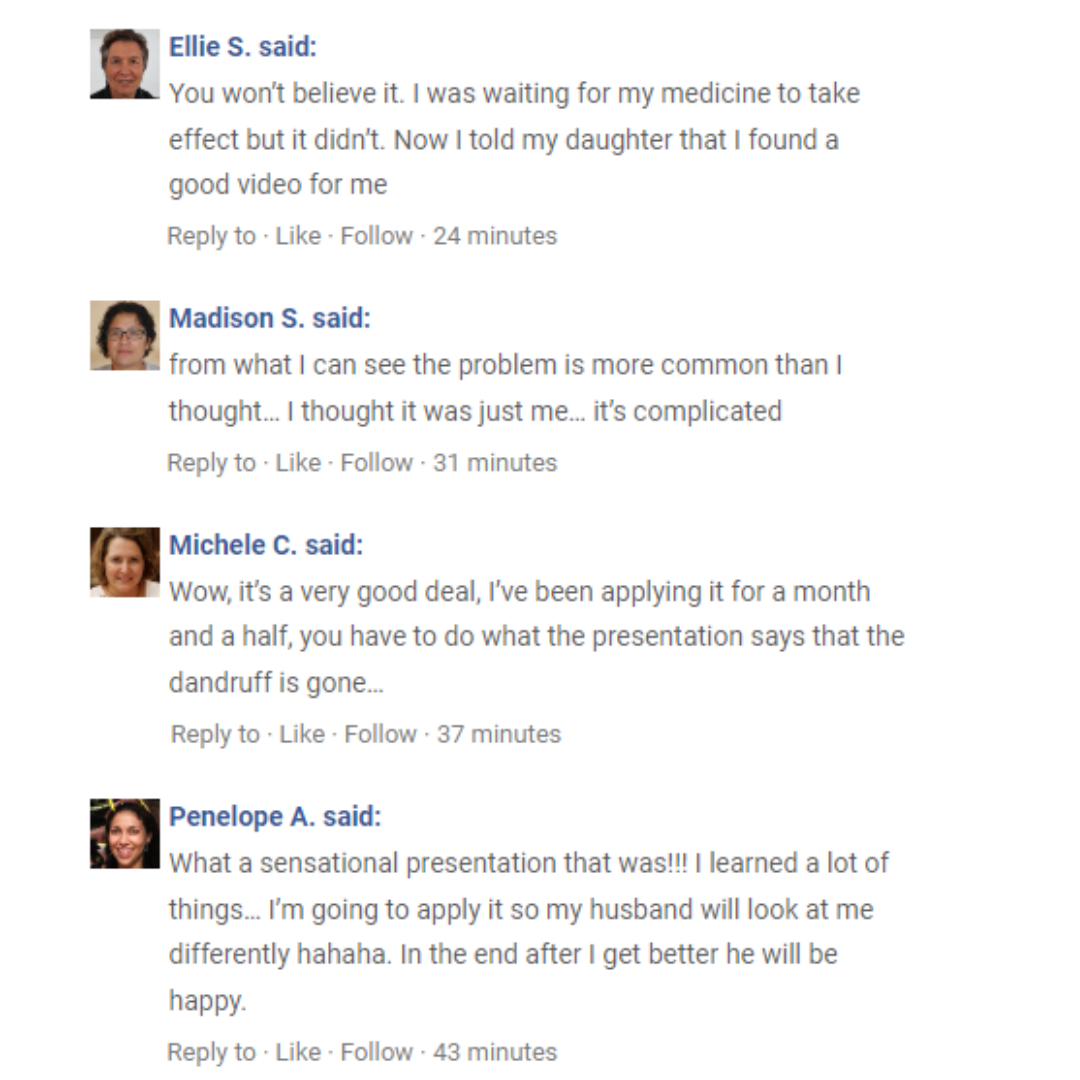 Ellie S. said:
You won’t believe it. I was waiting for my medicine to take
effect but it didn’t. Now I told my daughter that I found a
good video for me
Reply to · Like · Follow · 24 minutes
Madison S. said:
from what I can see the problem is more common than I
thought… I thought it was just me… it’s complicated
Reply to · Like · Follow · 31 minutes
Michele C. said:
Wow, it’s a very good deal, I’ve been applying it for a month
and a half, you have to do what the presentation says that the
dandruff is gone…
Reply to · Like · Follow · 37 minutes
Penelope A. said:
What a sensational presentation that was!!! I learned a lot of
things… I’m going to apply it so my husband will look at me
differently hahaha. In the end after I get better he will be
happy.
Reply to · Like · Follow · 43 minutes